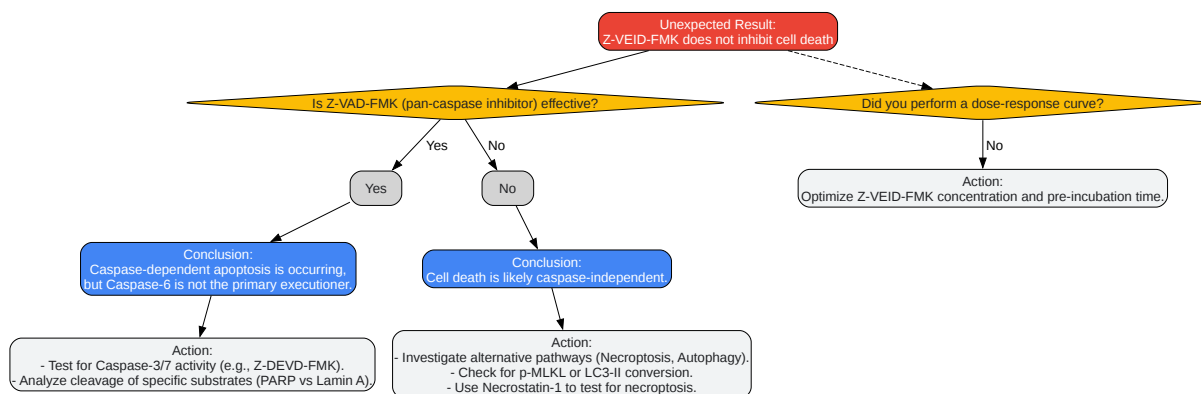 Unexpected Result:
Z-VEID-FMK does not inhibit cell death
Is Z-VAD-FMK (pan-caspase inhibitor) effective?
Did you perform a dose-response curve?
Yes
No
No
Yes
No
Action:
Optimize Z-VEID-FMK concentration and pre-incubation time.
Conclusion:
Caspase-dependent apoptosis is occurring,
but Caspase-6 is not the primary executioner.
Conclusion:
Cell death is likely caspase-independent.
Action:
- Test for Caspase-3/7 activity (e.g., Z-DEVD-FMK).
- Analyze cleavage of specific substrates (PARP vs Lamin A).
Action:
- Investigate alternative pathways (Necroptosis, Autophagy).
- Check for p-MLKL or LC3-II conversion.
- Use Necrostatin-1 to test for necroptosis.